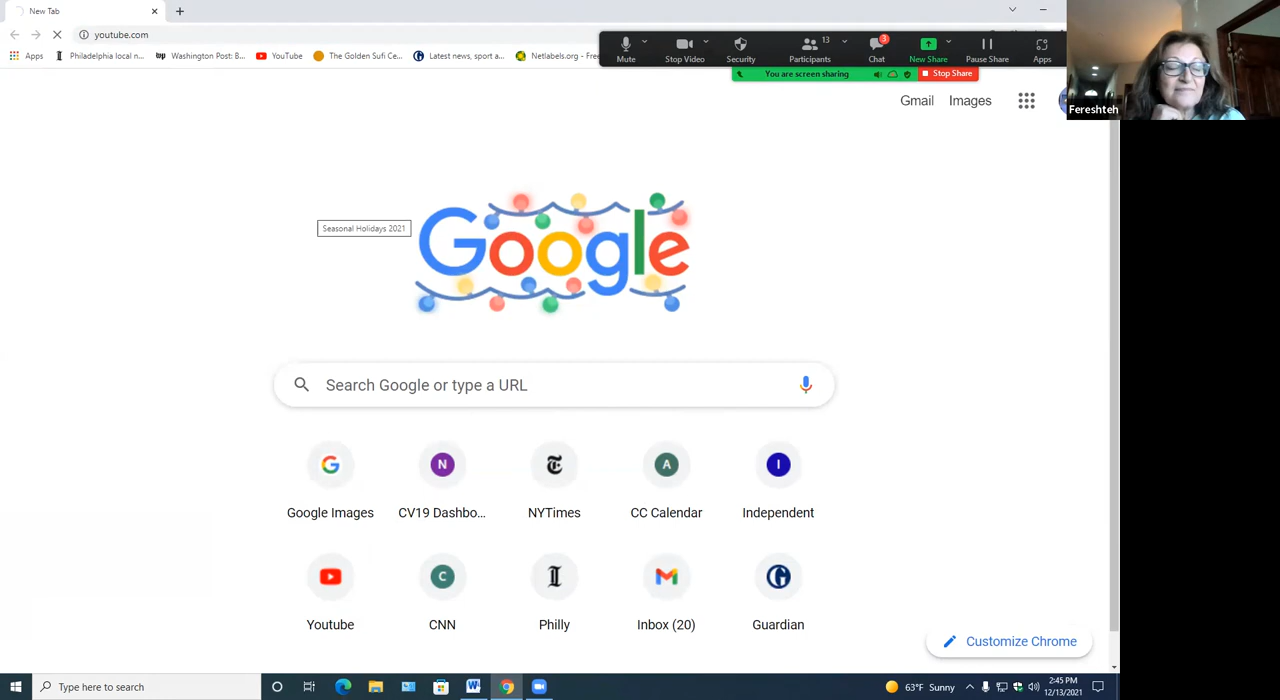 New Tab
youtube.com
Apps
Philadelphia local n...
Washington Post: B...
YouTube
The Golden Sufi Ce...
Latest news, sport a...
Netlabels.org - Free
Mute
Stop Video
Security
13
Participants
3
Chat
New Share
Pause Share
Apps
You are screen sharing
Stop Share
Fereshteh
Gmail
Images
Seasonal Holidays 2021
Google
Search Google or type a URL
Google Images
N
CV19 Dashbo...
NYTimes
A
CC Calendar
I
Independent
Youtube
C
CNN
Philly
Inbox (20)
Guardian
Customize Chrome
Type here to search
63°F Sunny
2:45 PM
12/13/2021